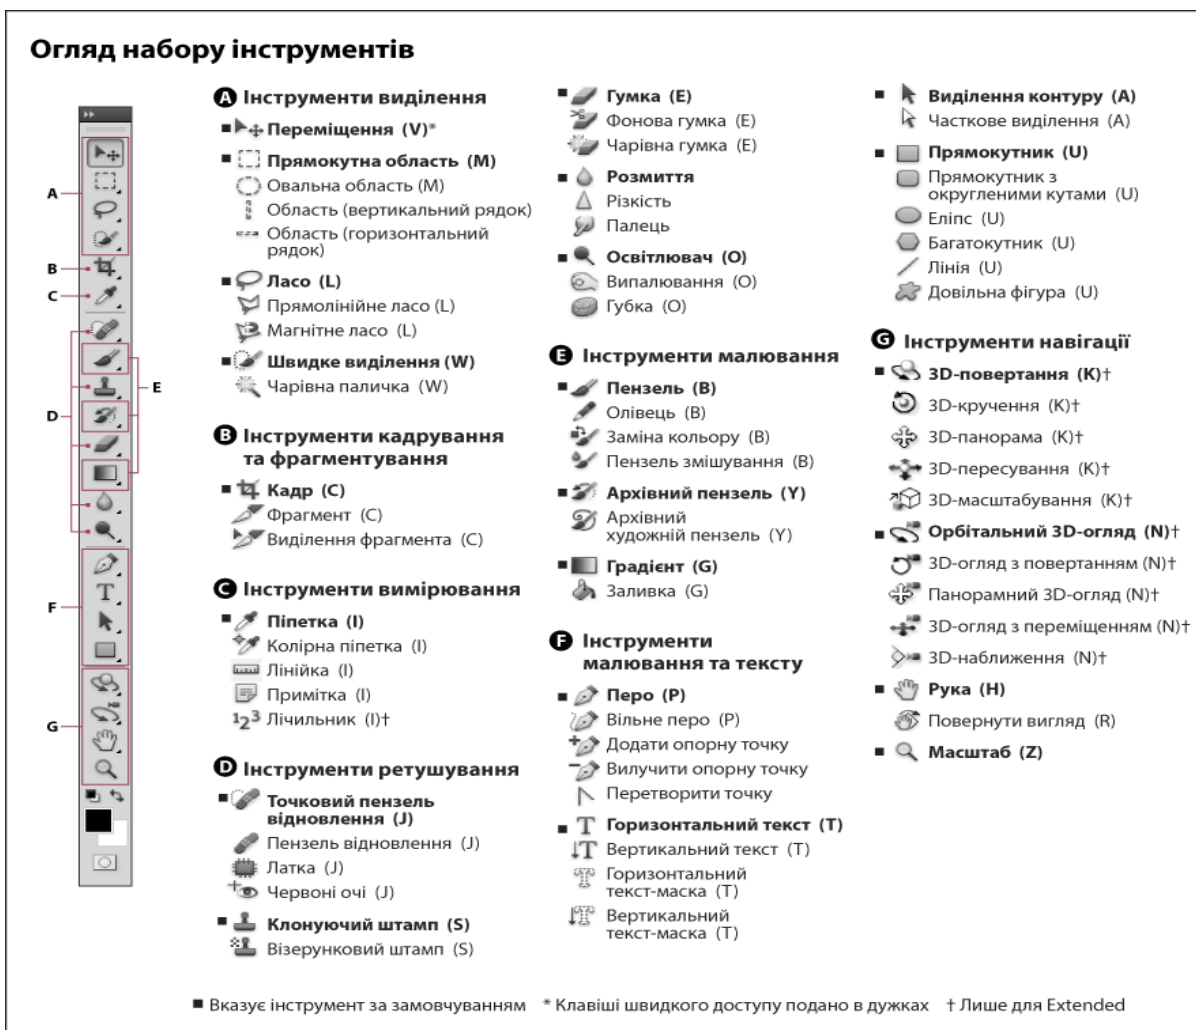 Огляд набору інструментів
A
B
C
D
E
F
G
A Інструменти виділення
Переміщення (V)*
Прямокутна область (M)
Овальна область (M)
Область (вертикальний рядок)
Область (горизонтальний
рядок)
Ласо (L)
Прямолінійне ласо (L)
Магнітне ласо (L)
Швидке виділення (W)
Чарівна паличка (W)
B Інструменти кадрування
та фрагментування
Кадр (C)
Фрагмент (C)
Виділення фрагмента (C)
C Інструменти вимірювання
Піпетка (I)
Колірна піпетка (I)
Лінійка (I)
Примітка (I)
Лічильник (I)†
D Інструменти ретушування
Точковий пензель
відновлення (J)
Пензель відновлення (J)
Латка (J)
Червоні очі (J)
Клонуючий штамп (S)
Візерунковий штамп (S)
Гумка (E)
Фонова гумка (E)
Чарівна гумка (E)
Розмиття
Різкість
Палець
Освітлювач (O)
Випалювання (O)
Губка (O)
E Інструменти малювання
Пензель (B)
Олівець (B)
Заміна кольору (B)
Пензель змішування (B)
Архівний пензель (Y)
Архівний
художній пензель (Y)
Градієнт (G)
Заливка (G)
F Інструменти
малювання та тексту
Перо (P)
Вільне перо (P)
Додати опорну точку
Вилучити опорну точку
Перетворити точку
Горизонтальний текст (T)
Вертикальний текст (T)
Горизонтальний
текст-маска (T)
Вертикальний
текст-маска (T)
Виділення контуру (A)
Часткове виділення (A)
Прямокутник (U)
Прямокутник з
округленими кутами (U)
Еліпс (U)
Багатокутник (U)
Лінія (U)
Довільна фігура (U)
G Інструменти навігації
3D-повертання (K)†
3D-кручення (K)†
3D-панорама (K)†
3D-пересування (K)†
3D-масштабування (K)†
Орбітальний 3D-огляд (N)†
3D-огляд з повертанням (N)†
Панорамний 3D-огляд (N)†
3D-огляд з переміщенням (N)†
3D-наближення (N)†
Рука (H)
Повернути вигляд (R)
Масштаб (Z)
■ Вказує інструмент за замовчуванням * Клавіші швидкого доступу подано в дужках † Лише для Extended